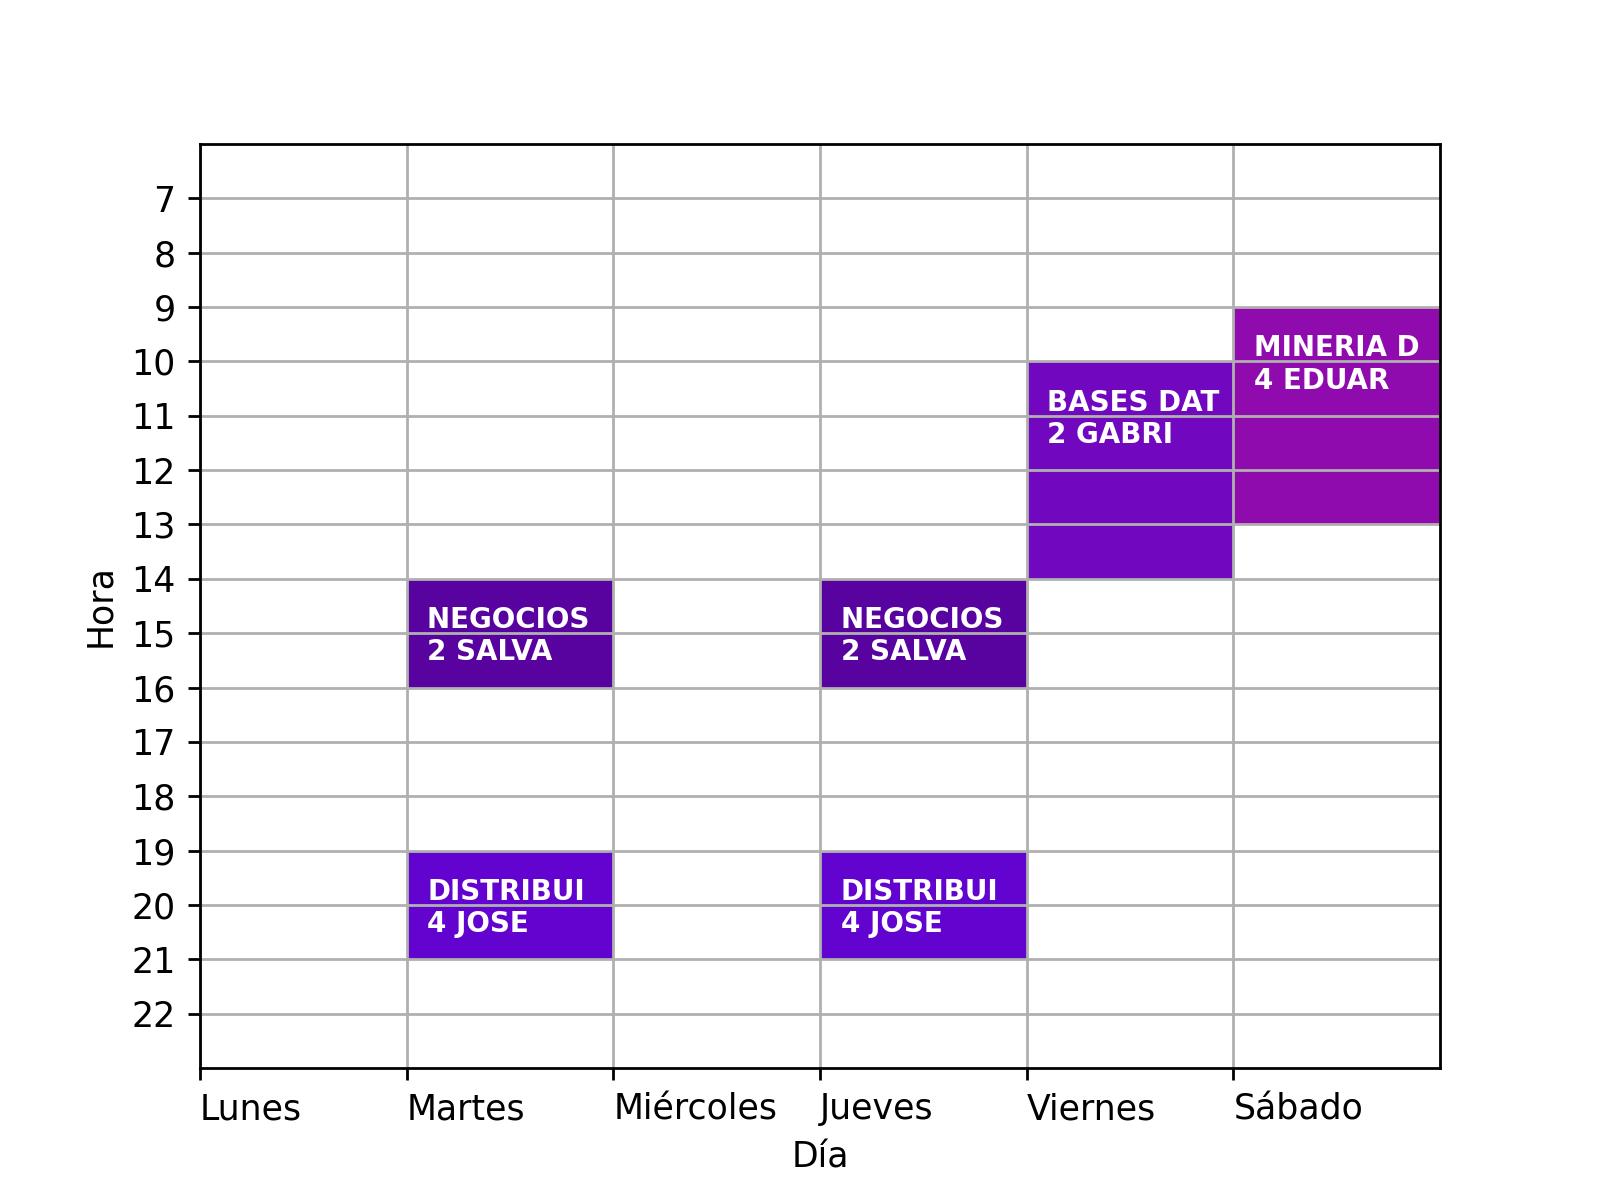 7
8
9
MINERIA D
10
4 EDUAR
BASES DAT
11
2 GABRI
12
13
14
NEGOCIOS NEGOCIOS
15
2 SALVA 2 SALVA
16
17
18
19
DISTRIBUI DISTRIBUI
20
4 JOSE 4 JOSE
21
22
Hora
Lunes Martes Miércoles Jueves Viernes Sábado
Día